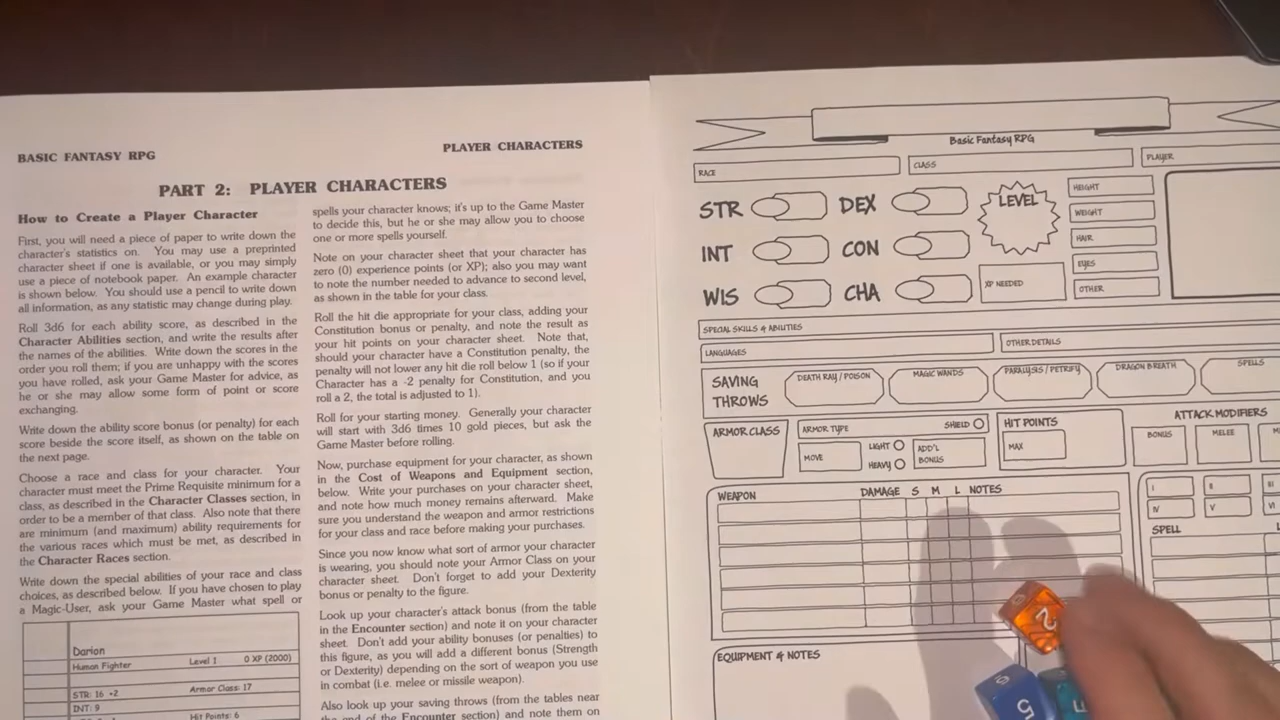 BASIC FANTASY RPG
PLAYER CHARACTERS
PART 2: PLAYER CHARACTERS
How to Create a Player Character
First, you will need a piece of paper to write down the
character's statistics on. You may use a preprinted
character sheet if one is available, or you may simply
use a piece of notebook paper. An example character
is shown below. You should use a pencil to write down
all information, as any statistic may change during play.
Roll 3d6 for each ability score, as described in the
Character Abilities section, and write the results after
the names of the abilities. Write down the scores in the
order you roll them; if you are unhappy with the scores
you have rolled, ask your Game Master for advice, as
he or she may allow some form of point or score
exchanging.
Write down the ability score bonus (or penalty) for each
score beside the score itself, as shown on the table on
the next page.
Choose a race and class for your character. Your
character must meet the Prime Requisite minimum for a
class, as described in the Character Classes section, in
order to be a member of that class. Also note that there
are minimum (and maximum) ability requirements for
the various races which must be met, as described in
the Character Races section.
Write down the special abilities of your race and class
choices, as described below. If you have chosen to play
a Magic-User, ask your Game Master what spell or
Darion
Human Fighter Level 1 0 XP (2000)
STR: 16 +2 Armor Class: 17
INT: 9
Hit Points: 6
spells your character knows; it's up to the Game Master
to decide this, but he or she may allow you to choose
one or more spells yourself.
Note on your character sheet that your character has
zero (0) experience points (or XP); also you may want
to note the number needed to advance to second level,
as shown in the table for your class.
Roll the hit die appropriate for your class, adding your
Constitution bonus or penalty, and note the result as
your hit points on your character sheet. Note that,
should your character have a Constitution penalty, the
penalty will not lower any hit die roll below 1 (so if your
Character has a -2 penalty for Constitution, and you
roll a 2, the total is adjusted to 1).
Roll for your starting money. Generally your character
will start with 3d6 times 10 gold pieces, but ask the
Game Master before rolling.
Now, purchase equipment for your character, as shown
in the Cost of Weapons and Equipment section,
below. Write your purchases on your character sheet,
and note how much money remains afterward. Make
sure you understand the weapon and armor restrictions
for your class and race before making your purchases.
Since you now know what sort of armor your character
is wearing, you should note your Armor Class on your
character sheet. Don't forget to add your Dexterity
bonus or penalty to the figure.
Look up your character's attack bonus (from the table
in the Encounter section) and note it on your character
sheet. Don't add your ability bonuses (or penalties) to
this figure, as you will add a different bonus (Strength
or Dexterity) depending on the sort of weapon you use
in combat (i.e. melee or missile weapon).
Also look up your saving throws (from the tables near
the end of the Encounter section) and note them on
Basic Fantasy RPG
RACE
CLASS
PLAYER
STR
DEX
LEVEL
HEIGHT
WEIGHT
INT
CON
HAIR
EYES
WIS
CHA
XP NEEDED
OTHER
SPECIAL SKILLS & ABILITIES
LANGUAGES
OTHER DETAILS
SAVING
THROWS
DEATH RAY / POISON
MAGIC WANDS
PARALYSIS / PETRIFY
DRAGON BREATH
SPELLS
ARMOR CLASS
ARMOR TYPE
SHIELD
MOVE
LIGHT
HEAVY
ADD'L
BONUS
HIT POINTS
MAX
ATTACK MODIFIERS
BONUS
MELEE
WEAPON DAMAGE S M L NOTES
I II III
IV V VI
SPELL
EQUIPMENT & NOTES
2
5